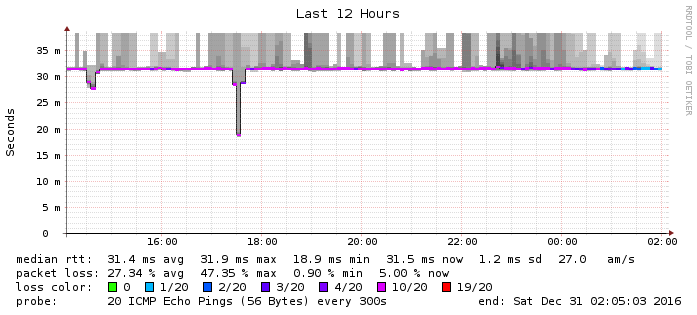 Last 12 Hours
RRDTOOL / TOBI OETIKER
Seconds
35 m
30 m
25 m
20 m
15 m
10 m
5 m
0
16:00 18:00 20:00 22:00 00:00 02:00
median rtt: 31.4 ms avg 31.9 ms max 18.9 ms min 31.5 ms now 1.2 ms sd 27.0 am/s
packet loss: 27.34 % avg 47.35 % max 0.90 % min 5.00 % now
loss color: 0 1/20 2/20 3/20 4/20 10/20 19/20
probe: 20 ICMP Echo Pings (56 Bytes) every 300s end: Sat Dec 31 02:05:03 2016